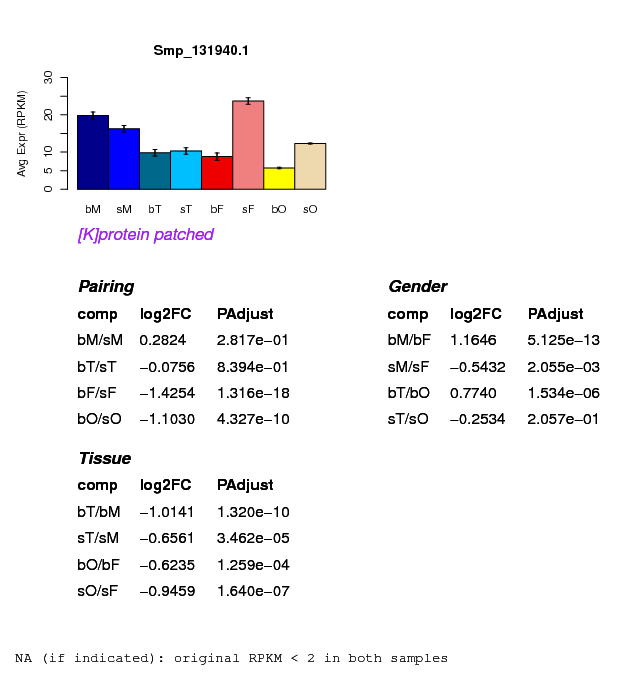 Smp_131940.1
Avg Expr (RPKM)
0 5 10 20 30
bM sM bT sT bF sF bO sO
[K]protein patched
Pairing
comp log2FC PAdjust
bM/sM 0.2824 2.817e−01
bT/sT −0.0756 8.394e−01
bF/sF −1.4254 1.316e−18
bO/sO −1.1030 4.327e−10
Gender
comp log2FC PAdjust
bM/bF 1.1646 5.125e−13
sM/sF −0.5432 2.055e−03
bT/bO 0.7740 1.534e−06
sT/sO −0.2534 2.057e−01
Tissue
comp log2FC PAdjust
bT/bM −1.0141 1.320e−10
sT/sM −0.6561 3.462e−05
bO/bF −0.6235 1.259e−04
sO/sF −0.9459 1.640e−07
NA (if indicated): original RPKM < 2 in both samples